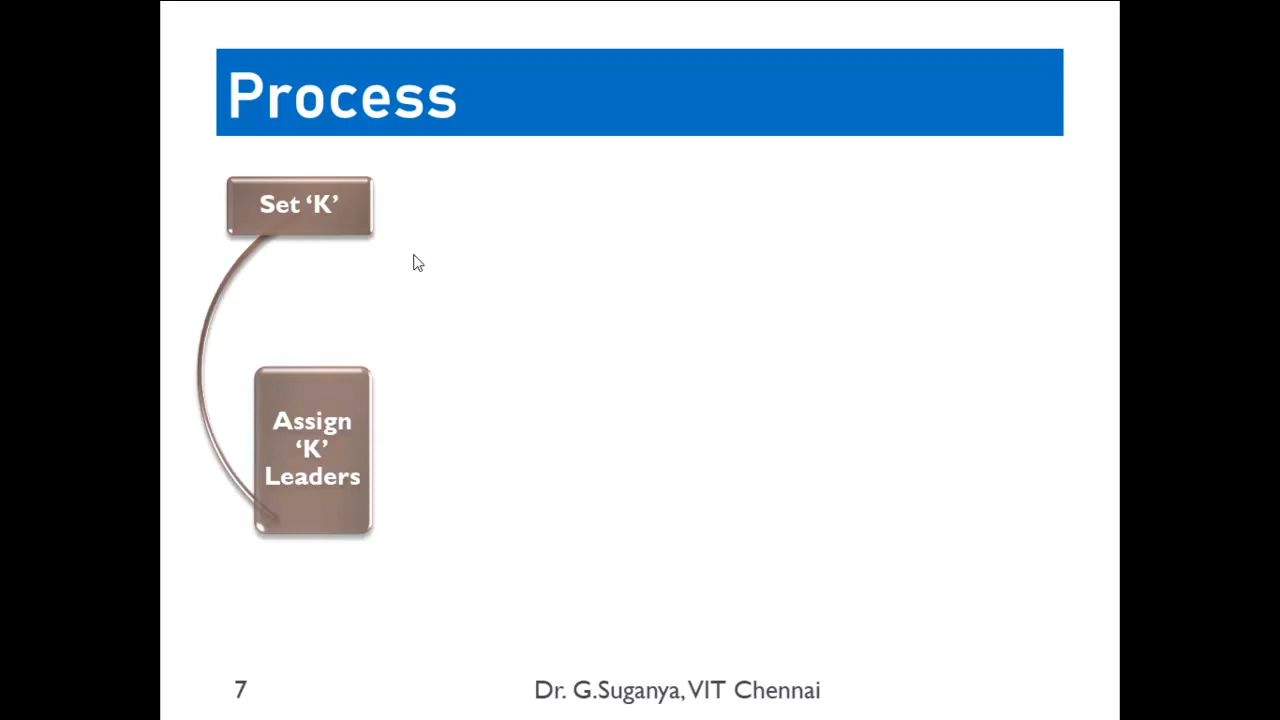 Process
Set ‘K’
Assign
‘K’
Leaders
7
Dr. G.Suganya, VIT Chennai